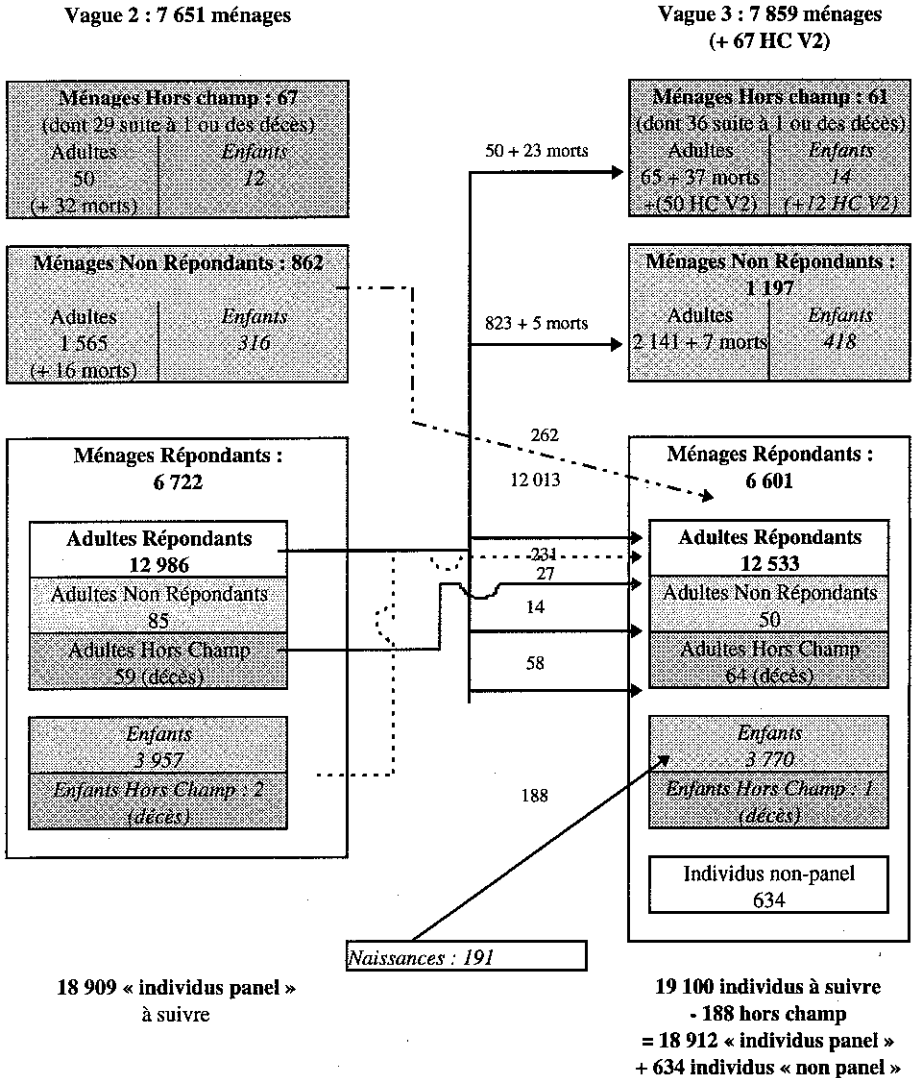 Vague 2 : 7 651 ménages
Ménages Hors champ : 67
(dont 29 suite à 1 ou des décès)
Adultes
50
(+ 32 morts)
Enfants
12
Ménages Non Répondants : 862
Adultes
1 565
(+ 16 morts)
Enfants
316
Ménages Répondants :
6 722
Adultes Répondants
12 986
Adultes Non Répondants
85
Adultes Hors Champ
59 (décès)
Enfants
3 957
Enfants Hors Champ : 2
(décès)
18 909 « individus panel »
à suivre
50 + 23 morts
823 + 5 morts
262
12 013
231
27
14
58
188
Naissances : 191
Vague 3 : 7 859 ménages
(+ 67 HC V2)
Ménages Hors champ : 61
(dont 36 suite à 1 ou des décès)
Adultes
65 + 37 morts
+(50 HC V2)
Enfants
14
(+12 HC V2)
Ménages Non Répondants :
1 197
Adultes
2 141 + 7 morts
Enfants
418
Ménages Répondants :
6 601
Adultes Répondants
12 533
Adultes Non Répondants
50
Adultes Hors Champ
64 (décès)
Enfants
3 770
Enfants Hors Champ : 1
(décès)
Individus non-panel
634
19 100 individus à suivre
- 188 hors champ
= 18 912 « individus panel »
+ 634 individus « non panel »